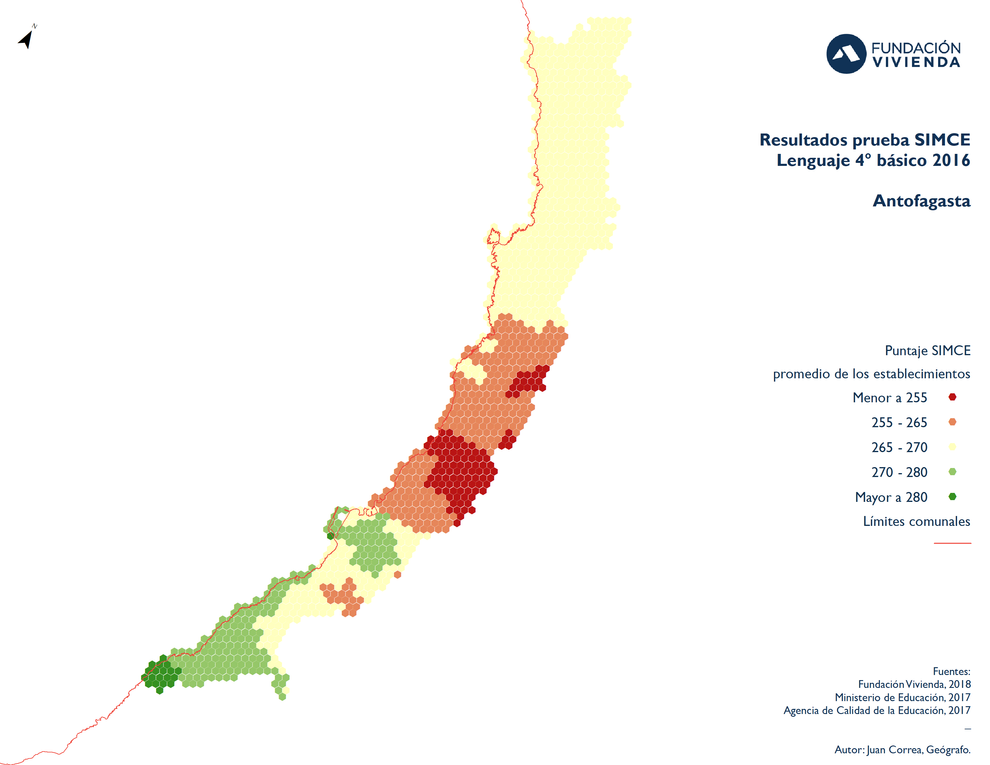 N
FUNDACIÓN
VIVIENDA
Resultados prueba SIMCE
Lenguaje 4º básico 2016
Antofagasta
Puntaje SIMCE
promedio de los establecimientos
Menor a 255
255 - 265
265 - 270
270 - 280
Mayor a 280
Límites comunales
Fuentes:
Fundación Vivienda, 2018
Ministerio de Educación, 2017
Agencia de Calidad de la Educación, 2017
–
Autor: Juan Correa, Geógrafo.